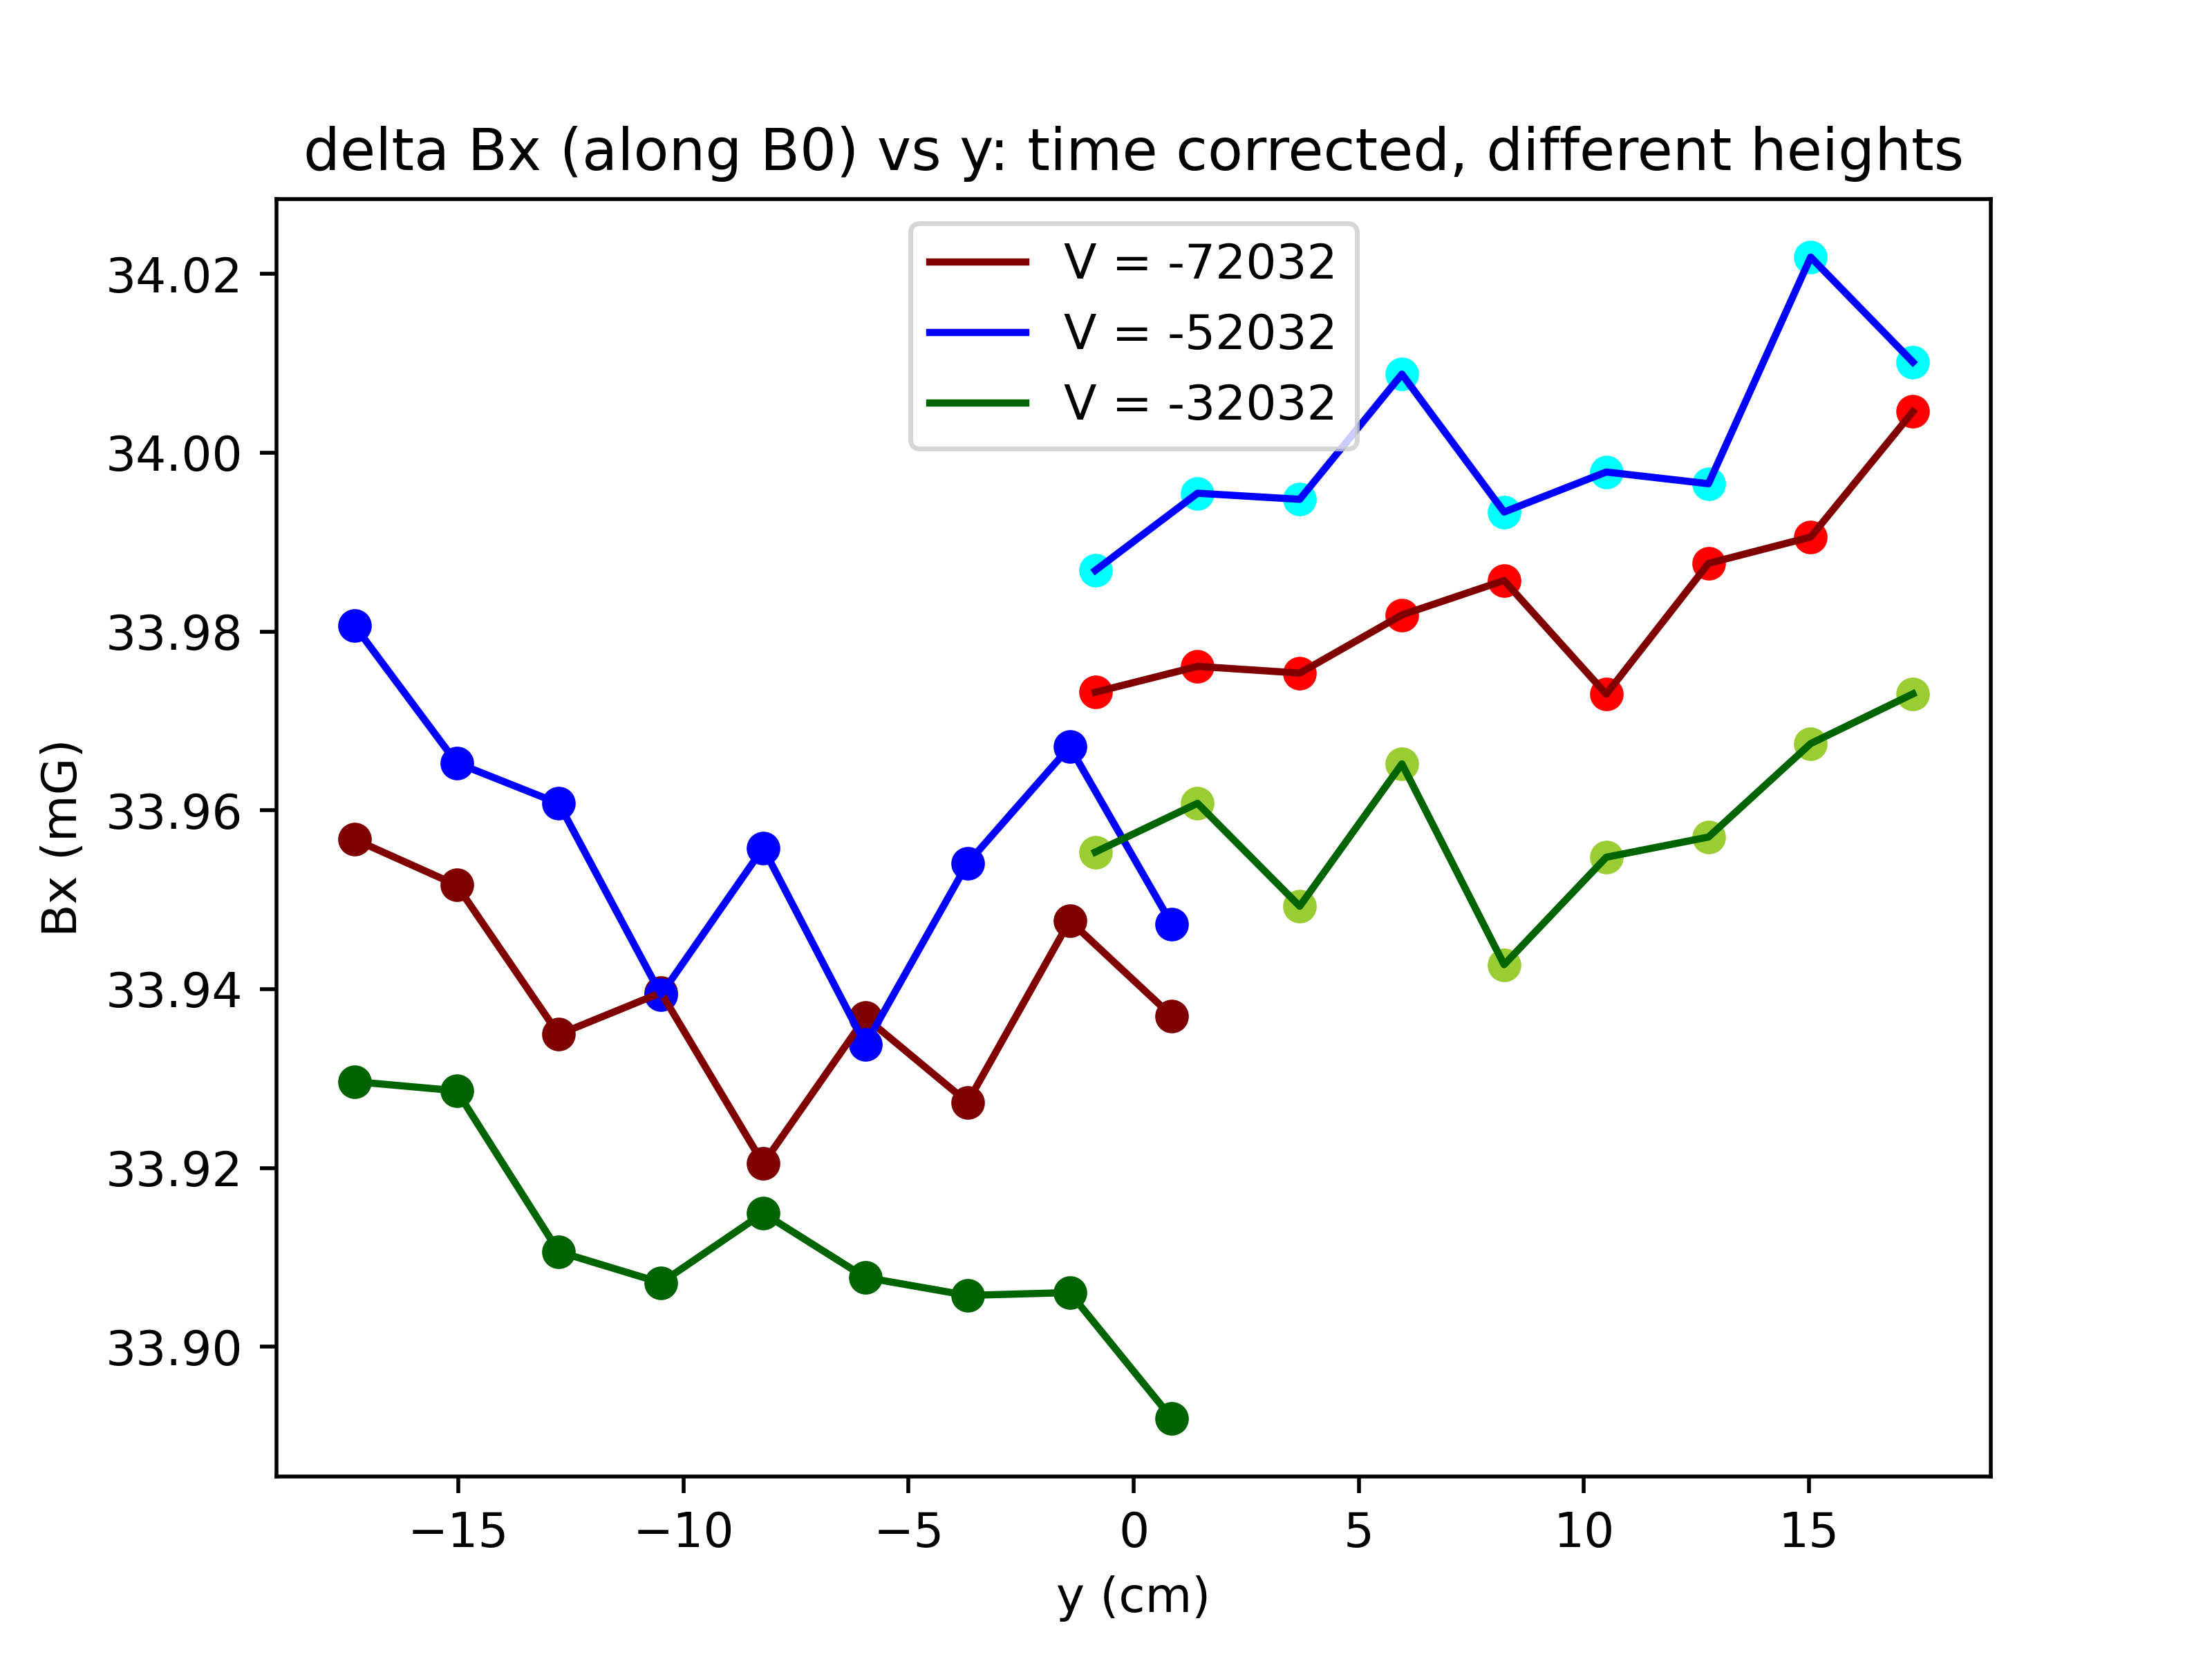 delta Bx (along B0) vs y: time corrected, different heights
V = -72032
V = -52032
V = -32032
34.02
34.00
33.98
33.96
33.94
33.92
33.90
Bx (mG)
−15 −10 −5 0 5 10 15
y (cm)